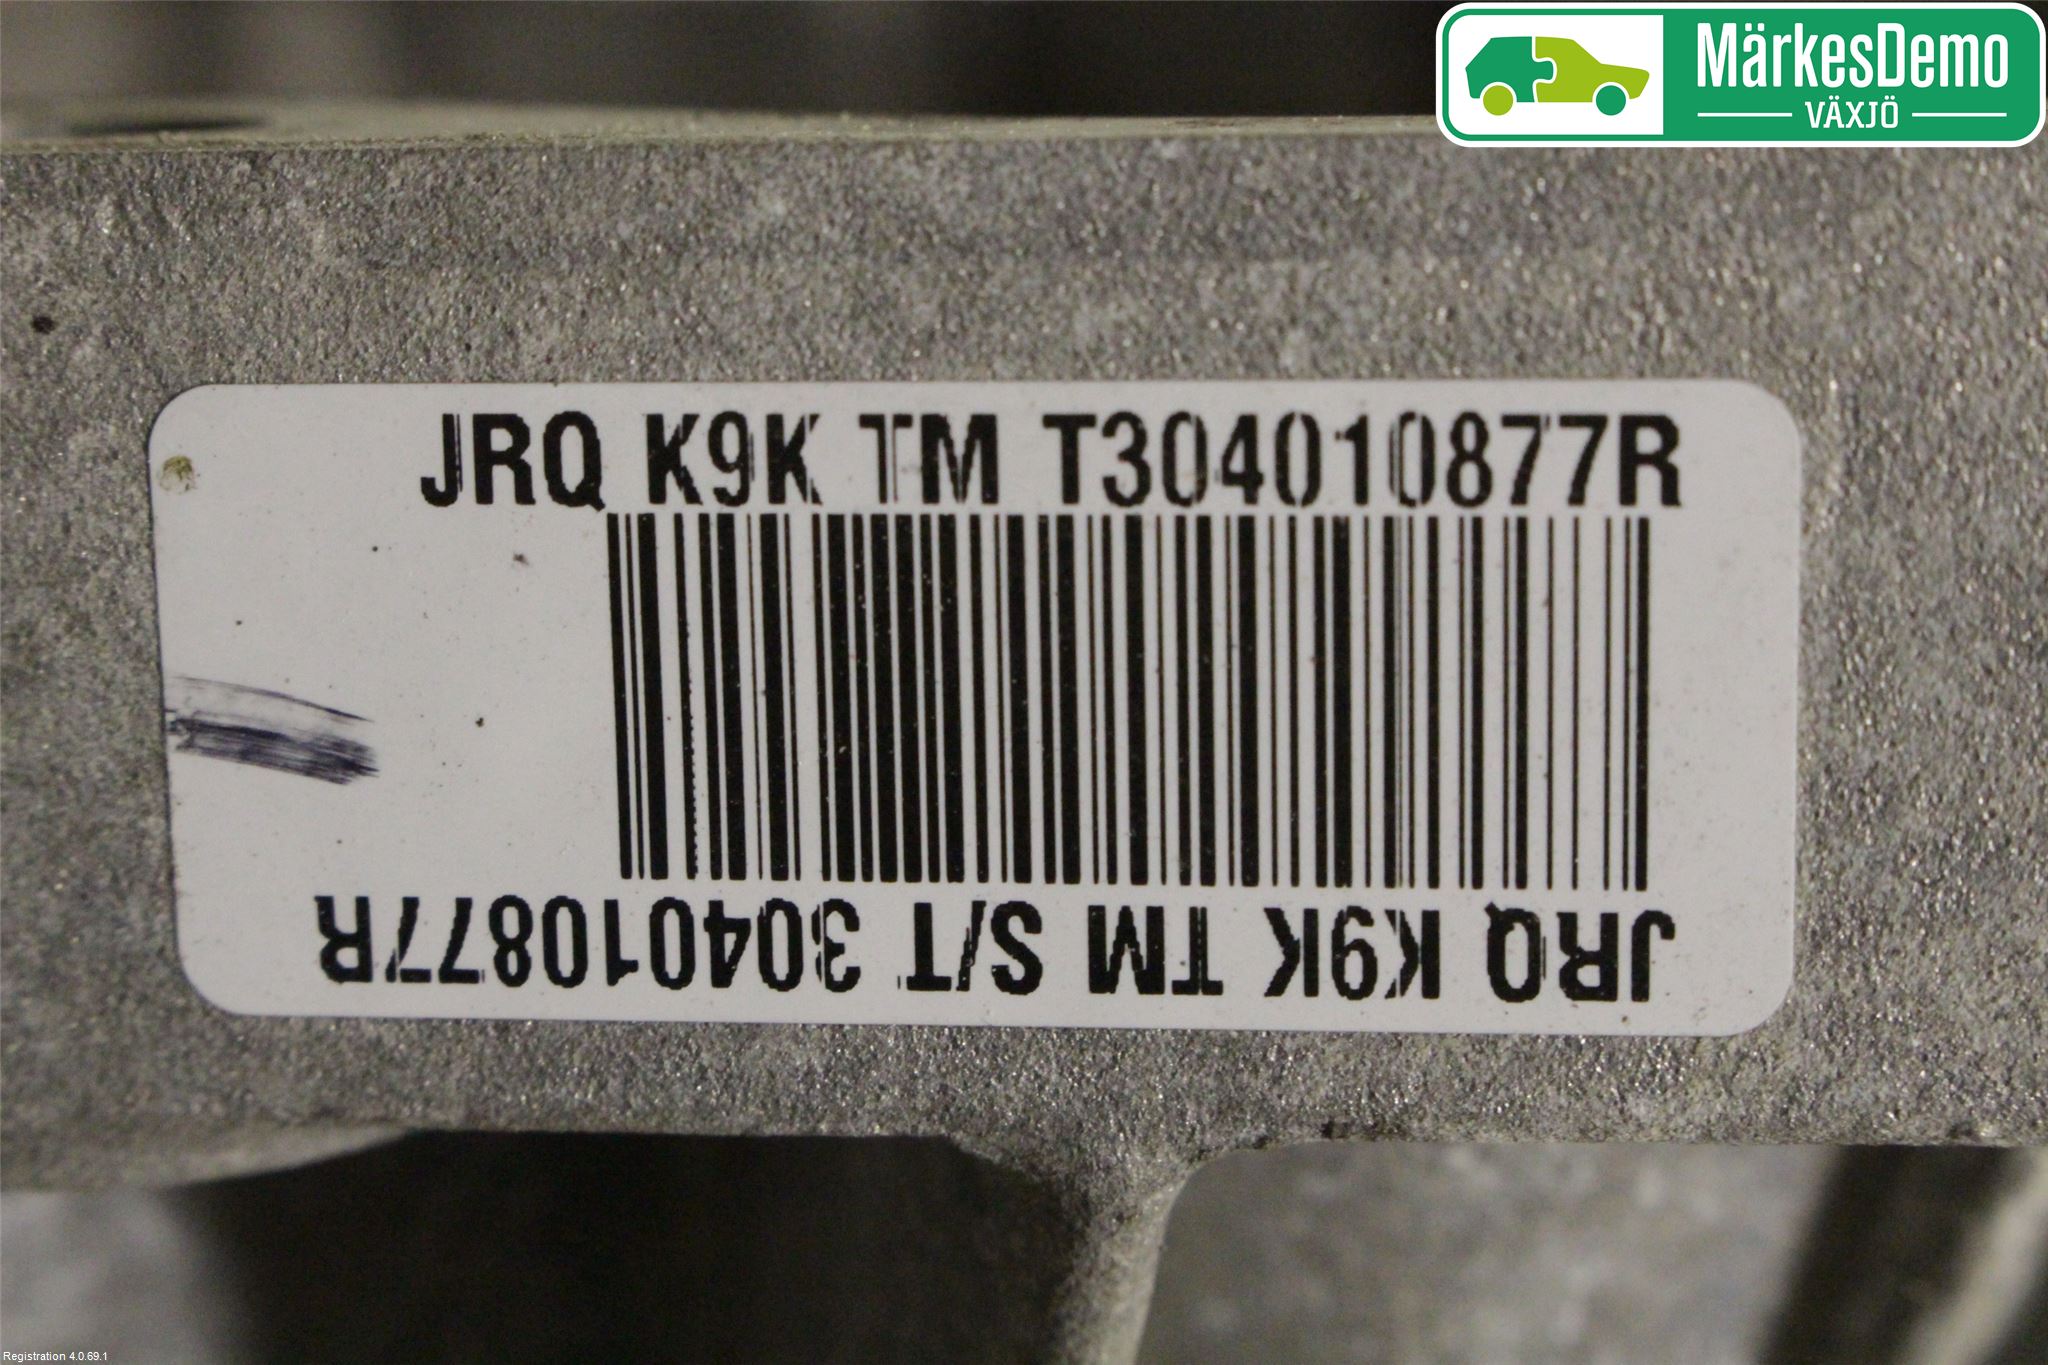 MärkesDemo
VÄXJÖ
JRQ K9K TM T304010877R
JRQ K9K TM S/T 304010877R
Registration 4.0.69.1